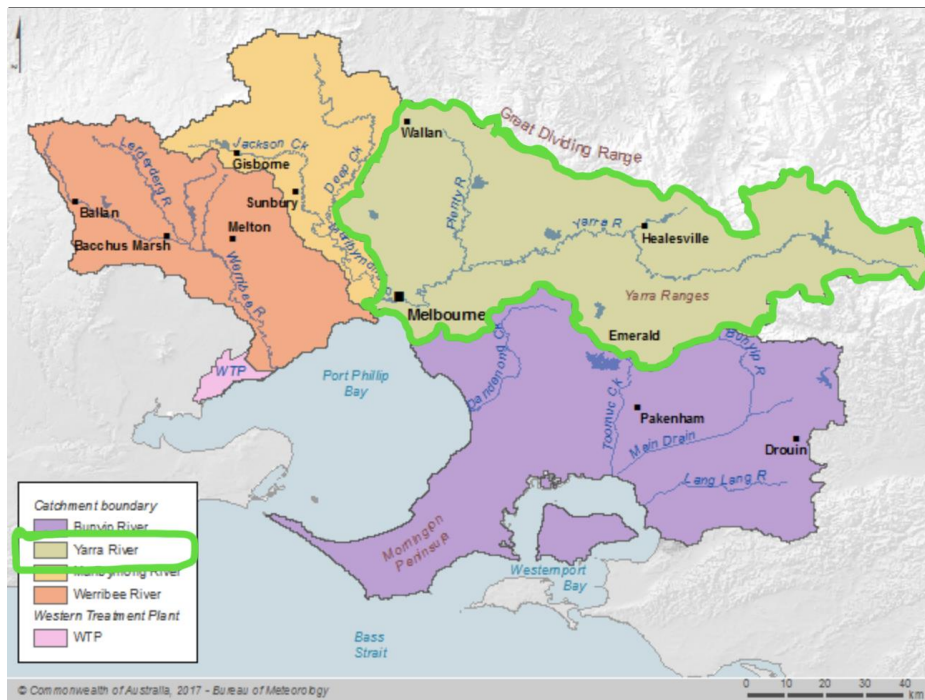 Wallan
Great Dividing Range
Jackson Ck
Gisborne
Deep Ck
Lerderderg R
Sunbury
Plenty R
Ballan
Melton
Yarra R
Healesville
Bacchus Marsh
Werribee R
Yarra Ranges
Melbourne
Emerald
Bunyip R
WTP
Port Phillip
Bay
Dandenong Ck
Toomuc Ck
Pakenham
Main Drain
Drouin
Lang Lang R
Catchment boundary
Bunyip River
Yarra River
Maribyrnong River
Werribee River
Western Treatment Plant
WTP
Mornington
Peninsula
Westernport
Bay
Bass
Strait
© Commonwealth of Australia, 2017 - Bureau of Meteorology
0 10 20 30 40
km